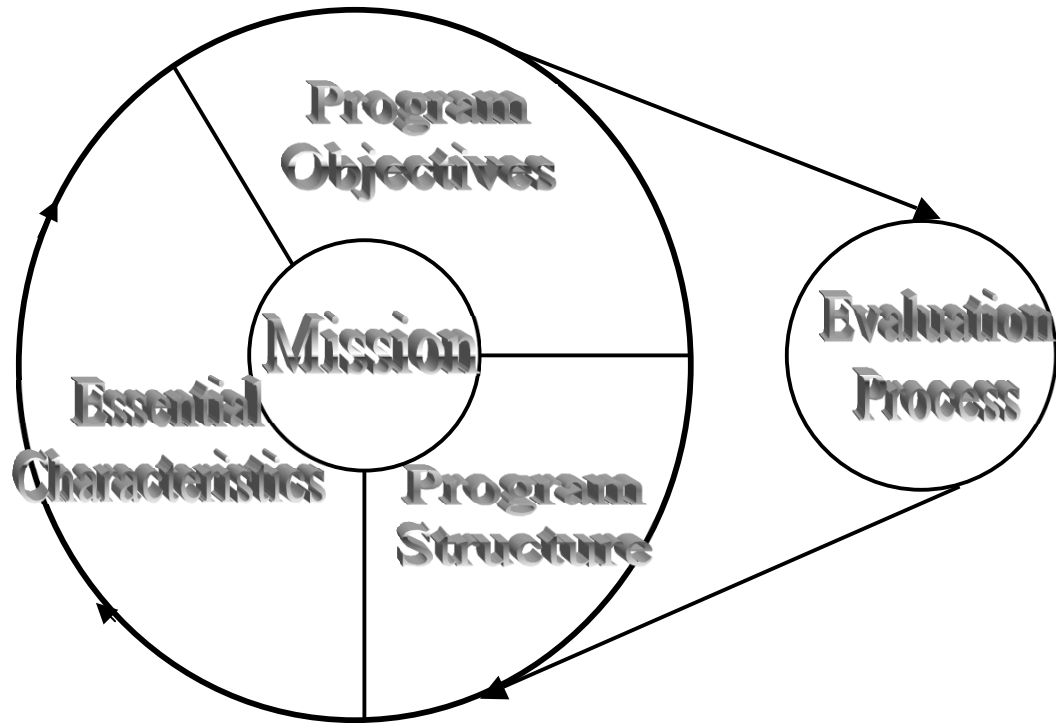 Program
Objectives
Mission
Evaluation
Process
Essential
Characteristics
Program
Structure